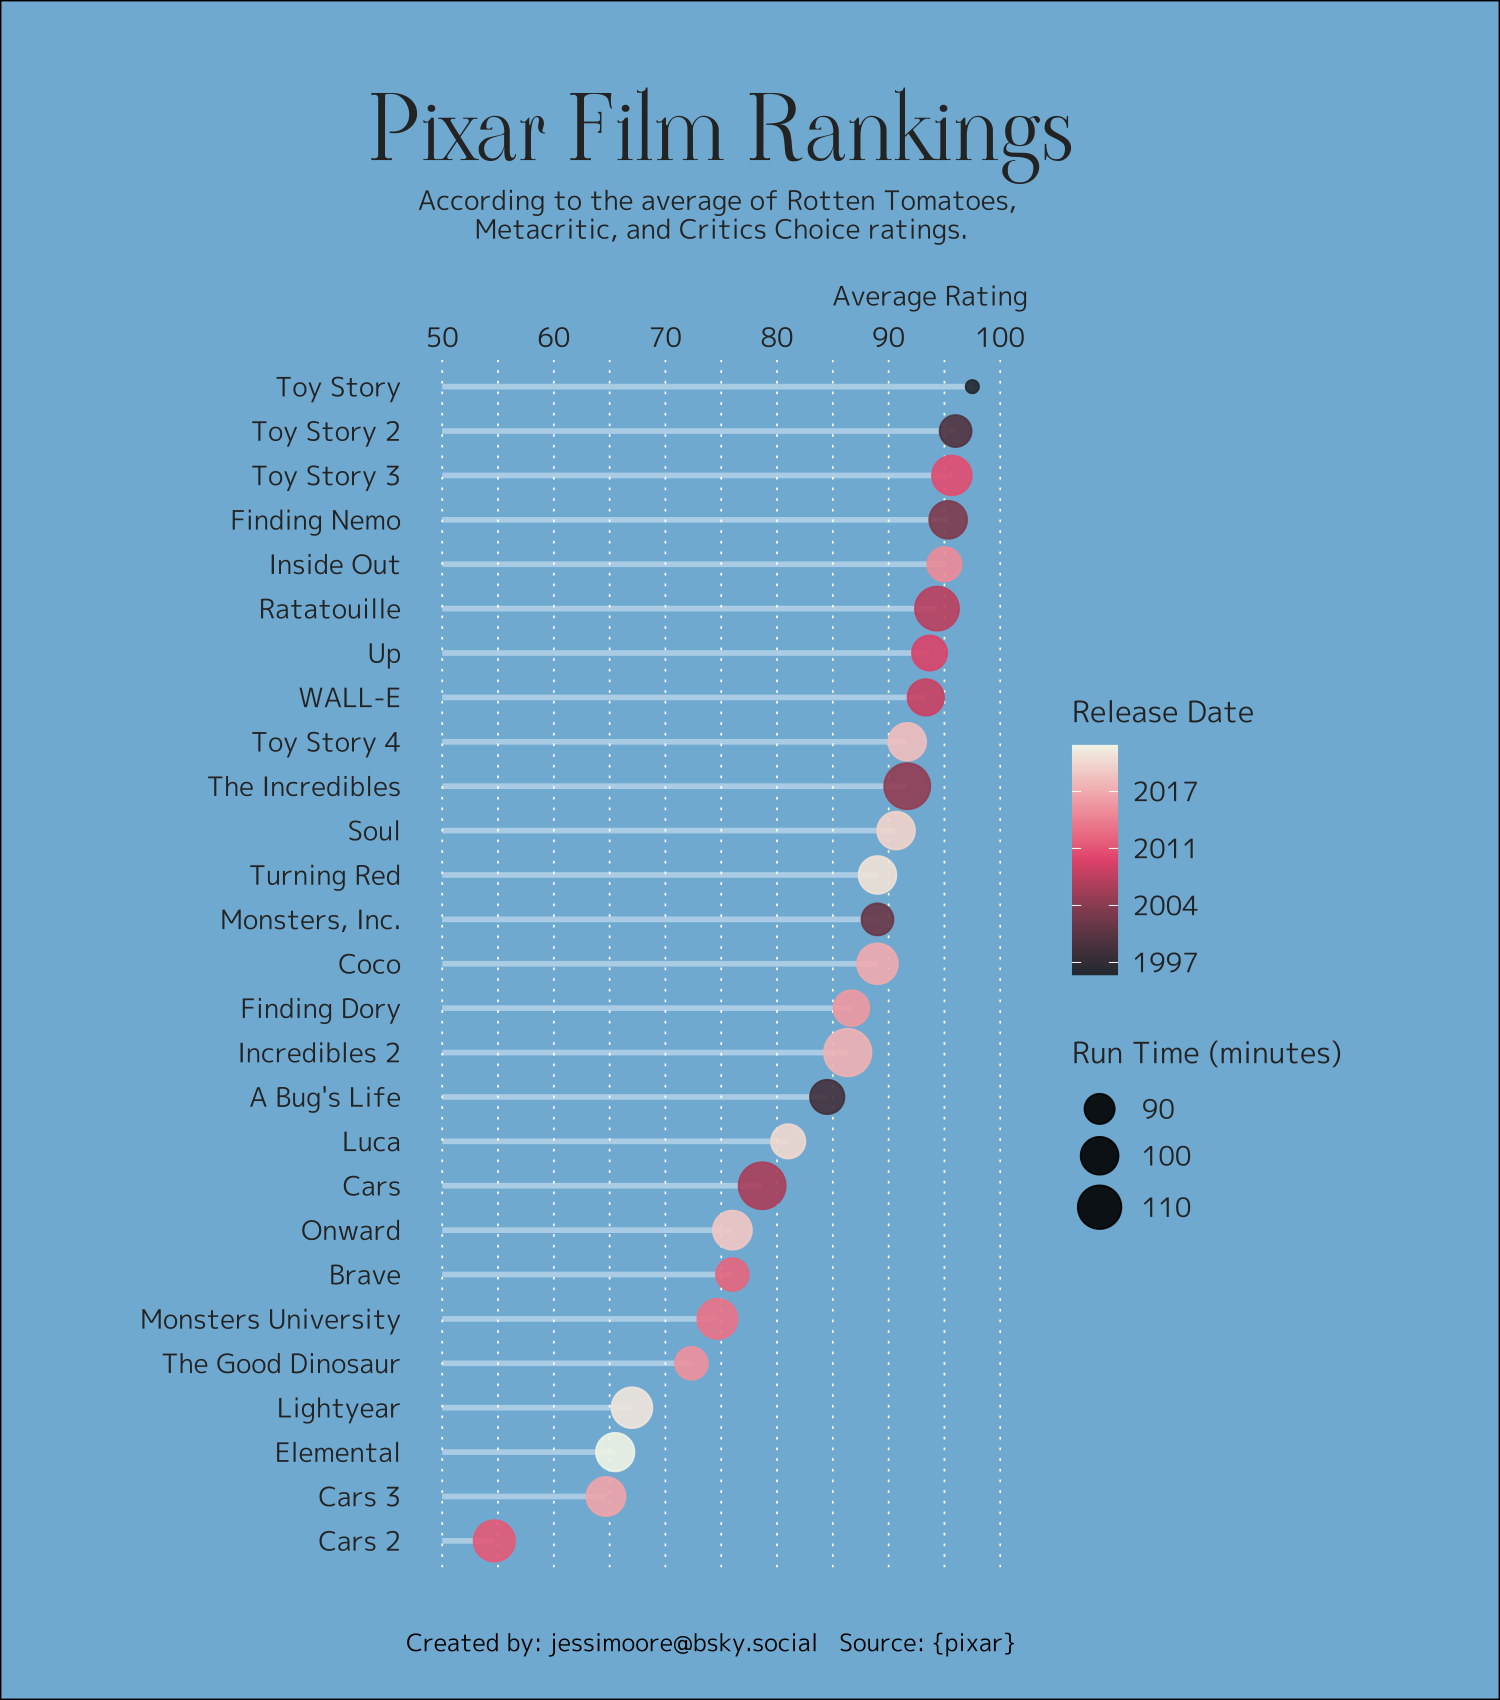 Pixar Film Rankings
According to the average of Rotten Tomatoes,
Metacritic, and Critics Choice ratings.
Average Rating
50 60 70 80 90 100
Toy Story
Toy Story 2
Toy Story 3
Finding Nemo
Inside Out
Ratatouille
Up
WALL-E
Toy Story 4
The Incredibles
Soul
Turning Red
Monsters, Inc.
Coco
Finding Dory
Incredibles 2
A Bug's Life
Luca
Cars
Onward
Brave
Monsters University
The Good Dinosaur
Lightyear
Elemental
Cars 3
Cars 2
Release Date
2017
2011
2004
1997
Run Time (minutes)
90
100
110
Created by: jessimoore@bsky.social Source: {pixar}